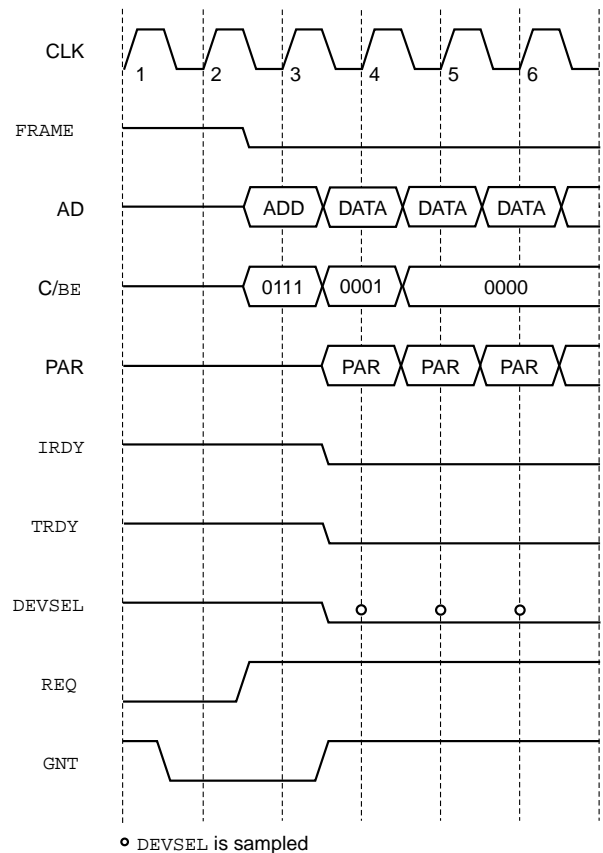 CLK
1 2 3 4 5 6
FRAME
AD ADD DATA DATA DATA
C/BE 0111 0001 0000
PAR PAR PAR PAR
IRDY
TRDY
DEVSEL
REQ
GNT
DEVSEL is sampled